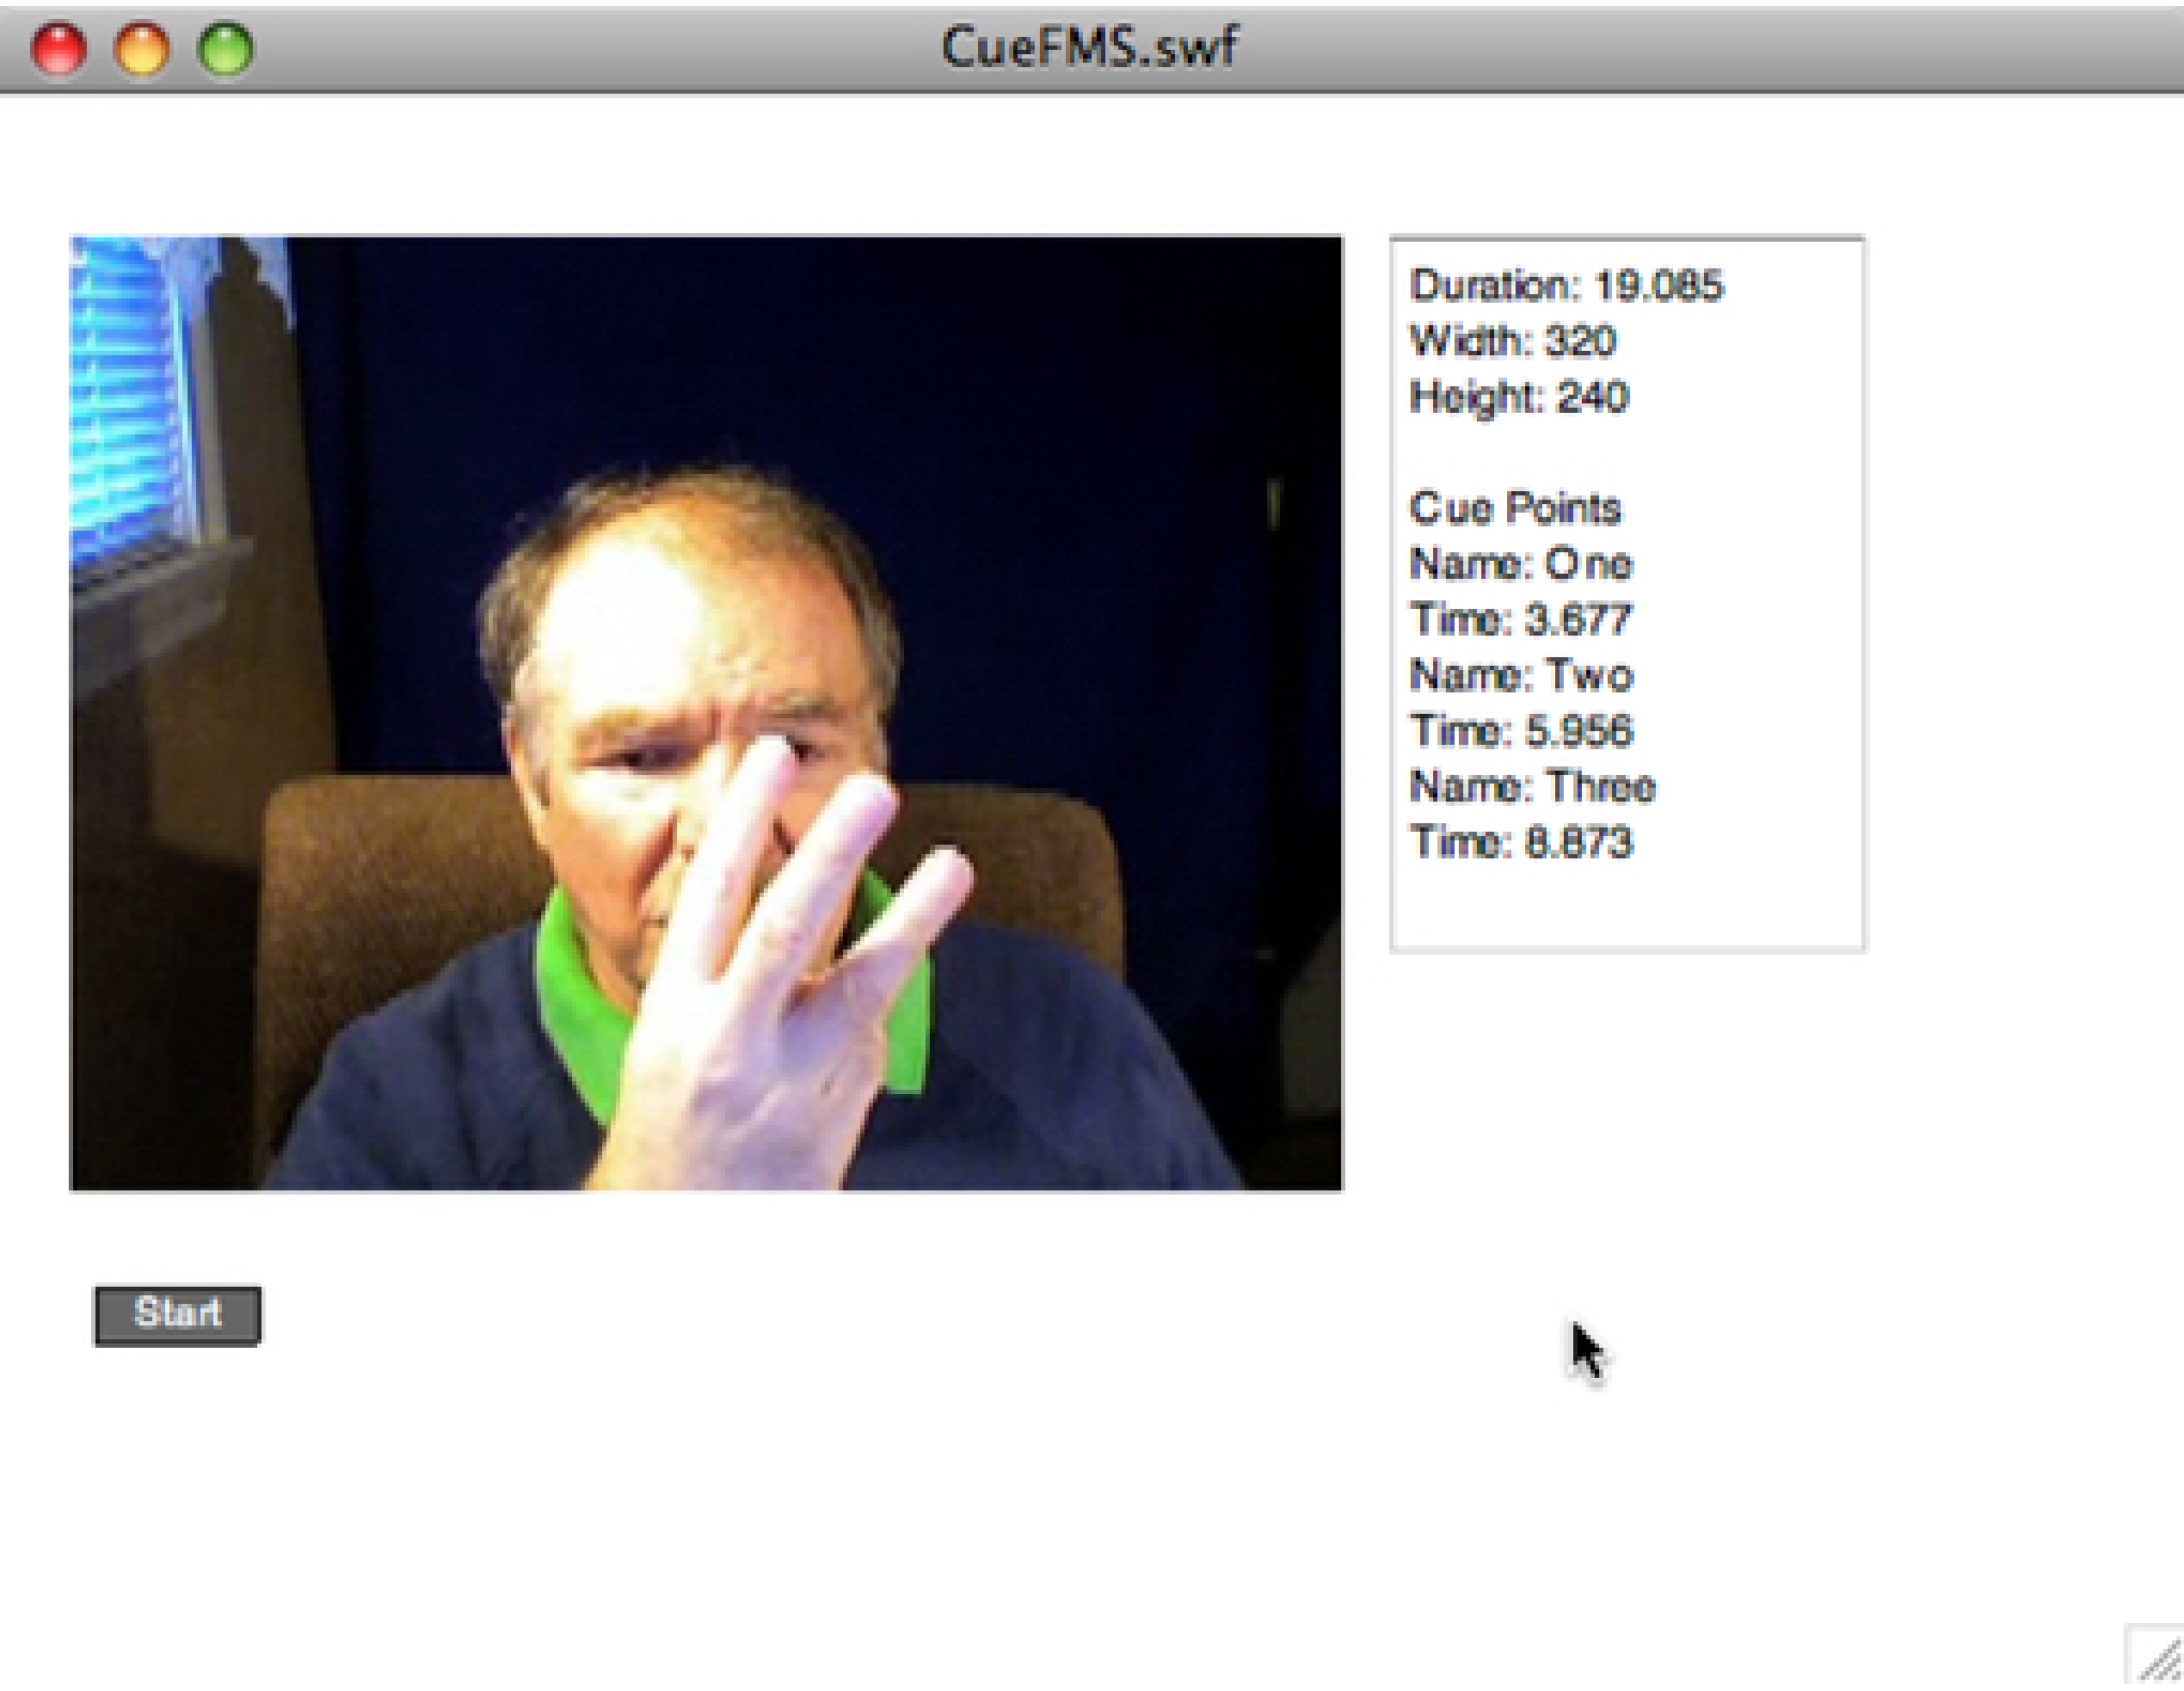 CueFMS.swf
Duration: 19.085
Width: 320
Height: 240
Cue Points
Name: One
Time: 3.677
Name: Two
Time: 5.956
Name: Three
Time: 8.873
Start